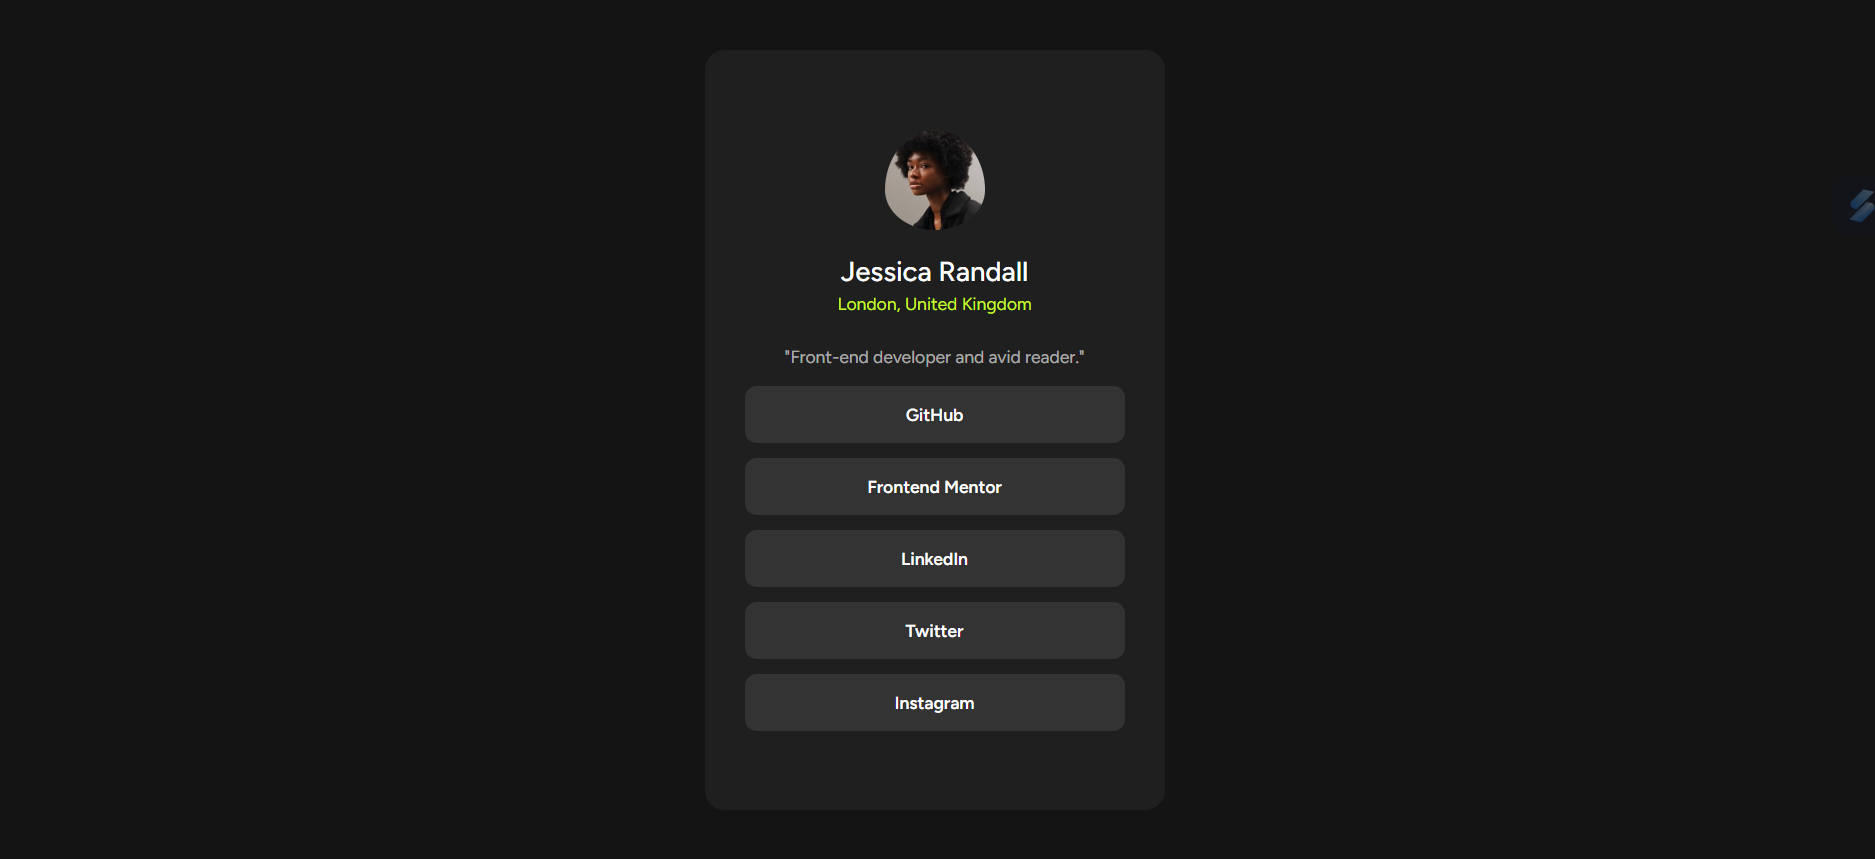 Jessica Randall
London, United Kingdom
"Front-end developer and avid reader."
GitHub
Frontend Mentor
LinkedIn
Twitter
Instagram